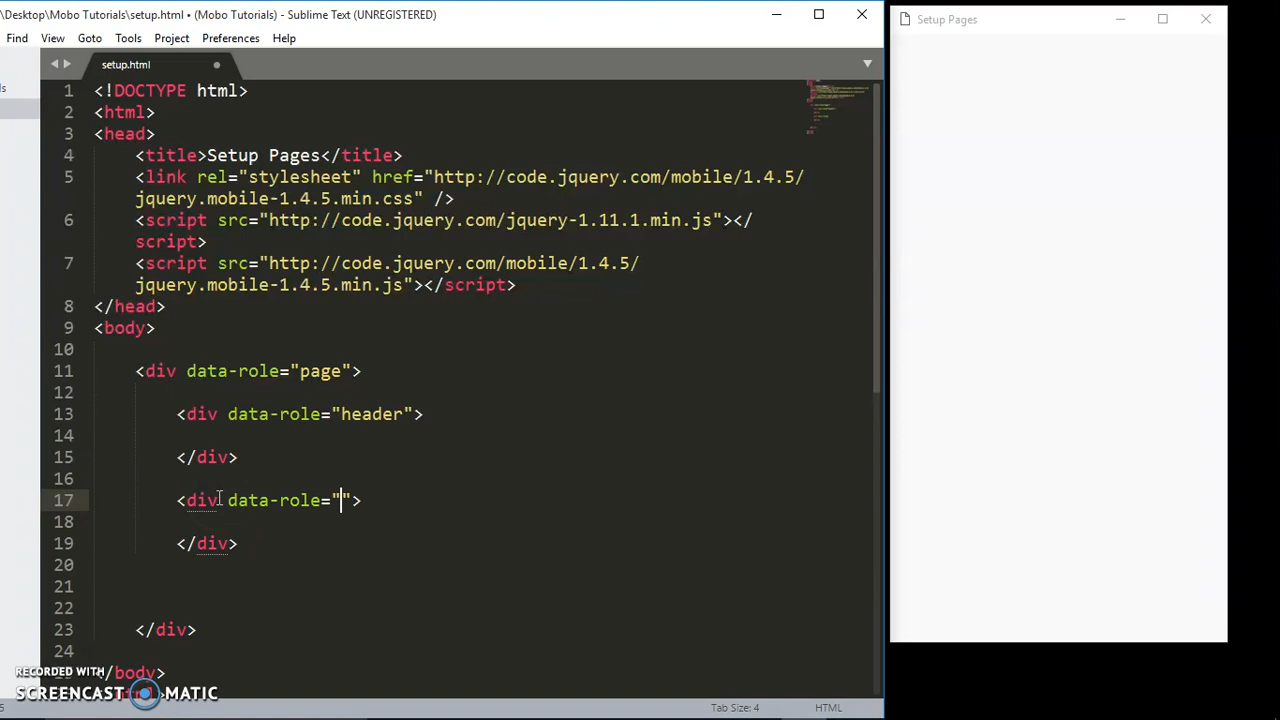 \Desktop\Mobo Tutorials\setup.html • (Mobo Tutorials) - Sublime Text (UNREGISTERED)
Setup Pages
Find View Goto Tools Project Preferences Help
setup.html
1 <!DOCTYPE html>
2 <html>
3 <head>
4 <title>Setup Pages</title>
5 <link rel="stylesheet" href="http://code.jquery.com/mobile/1.4.5/
jquery.mobile-1.4.5.min.css" />
6 <script src="http://code.jquery.com/jquery-1.11.1.min.js"></
script>
7 <script src="http://code.jquery.com/mobile/1.4.5/
jquery.mobile-1.4.5.min.js"></script>
8 </head>
9 <body>
10
11 <div data-role="page">
12
13 <div data-role="header">
14
15 </div>
16
17 <div data-role="">
18
19 </div>
20
21
22
23 </div>
24
</body>
RECORDED WITH
SCREENCAST MATIC
Tab Size: 4 HTML